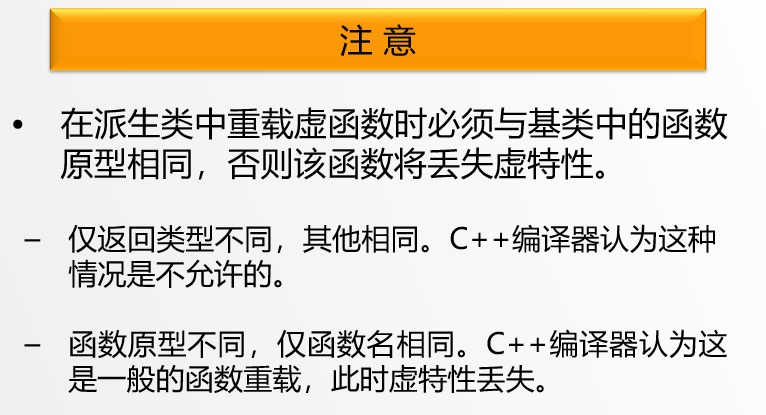 注 意
• 在派生类中重载虚函数时必须与基类中的函数
原型相同，否则该函数将丢失虚特性。
– 仅返回类型不同，其他相同。C++编译器认为这种
情况是不允许的。
– 函数原型不同，仅函数名相同。C++编译器认为这
是一般的函数重载，此时虚特性丢失。